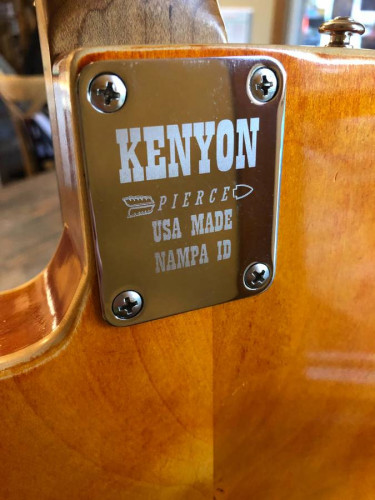 KENYON
PIERCE
USA MADE
NAMPA ID